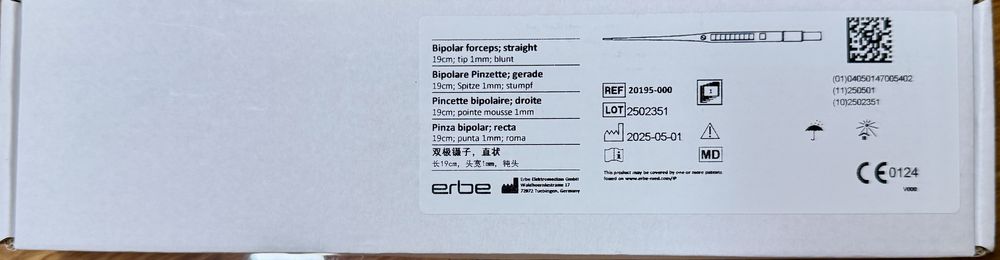 Bipolar forceps; straight
19cm; tip 1mm; blunt
Bipolare Pinzette; gerade
19cm; Spitze 1mm; stumpf
Pincette bipolaire; droite
19cm; pointe mousse 1mm
Pinza bipolar; recta
19cm; punta 1mm; roma
双极镊子，直状
长19cm，头宽1mm，钝头
erbe
Erbe Elektromedizin GmbH
Waldhoernlestrasse 17
72072 Tuebingen, Germany
REF 20195-000
1
LOT 2502351
2025-05-01
i
MD
This product may be covered by one or more patents
found on www.erbe-med.com/IP
(01)04050147005402
(11)250501
(10)2502351
CE 0124
V000